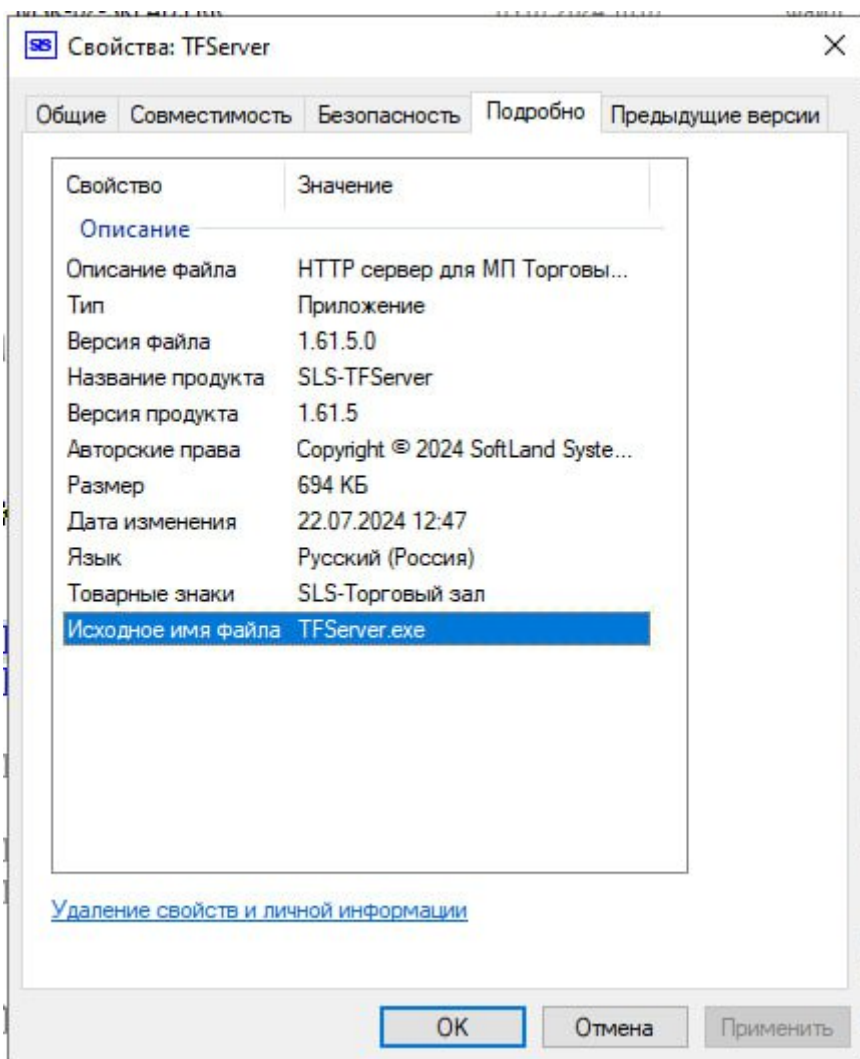 Свойства: TFServer
Общие Совместимость Безопасность Подробно Предыдущие версии
Свойство Значение
Описание
Описание файла HTTP сервер для МП Торговы...
Тип Приложение
Версия файла 1.61.5.0
Название продукта SLS-TFServer
Версия продукта 1.61.5
Авторские права Copyright © 2024 SoftLand Syste...
Размер 694 КБ
Дата изменения 22.07.2024 12:47
Язык Русский (Россия)
Товарные знаки SLS-Торговый зал
Исходное имя файла TFServer.exe
Удаление свойств и личной информации
OK Отмена Применить